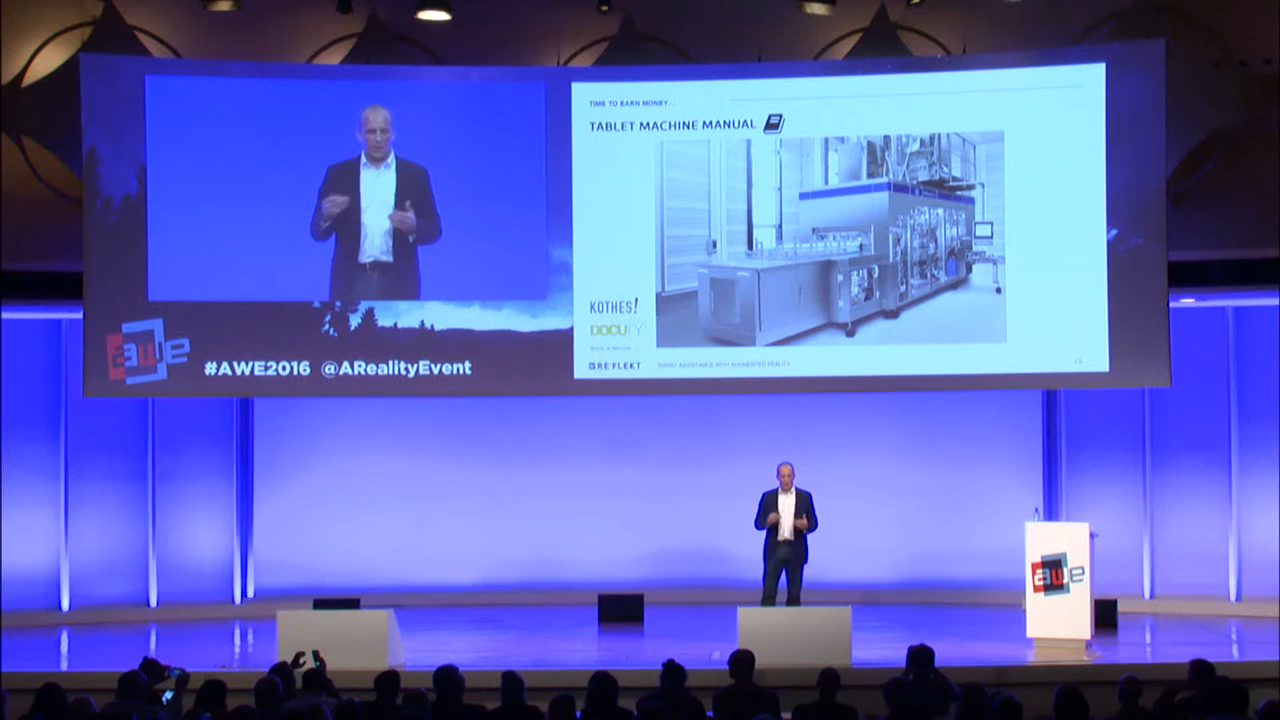 TIME TO EARN MONEY...
TABLET MACHINE MANUAL
KOTHES!
DOCUFY
RE'FLEKT SMART ASSISTANCE WITH AUGMENTED REALITY
awe
#AWE2016 @ARealityEvent
awe